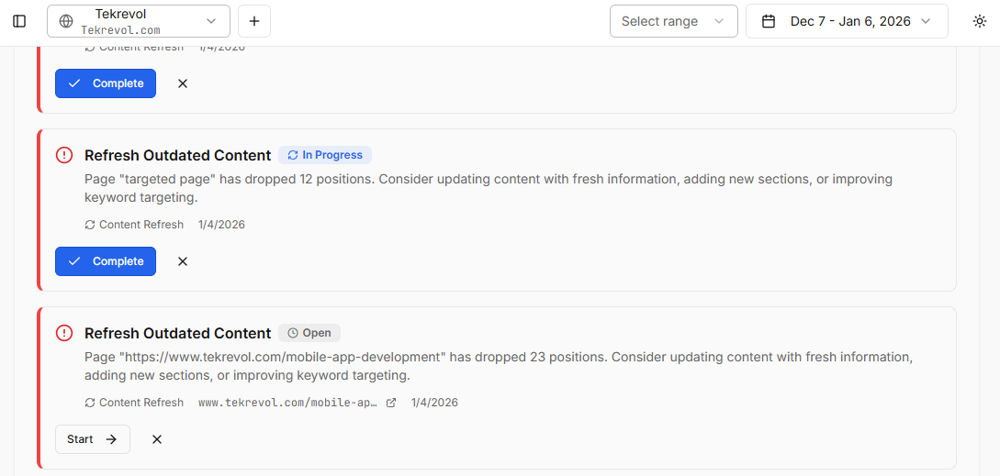 Tekrevol
Tekrevol.com
Select range
Dec 7 - Jan 6, 2026
Content Refresh 1/4/2026
Complete
Refresh Outdated Content In Progress
Page "targeted page" has dropped 12 positions. Consider updating content with fresh information, adding new sections, or improving
keyword targeting.
Content Refresh 1/4/2026
Complete
Refresh Outdated Content Open
Page "https://www.tekrevol.com/mobile-app-development" has dropped 23 positions. Consider updating content with fresh information,
adding new sections, or improving keyword targeting.
Content Refresh www.tekrevol.com/mobile-ap… 1/4/2026
Start